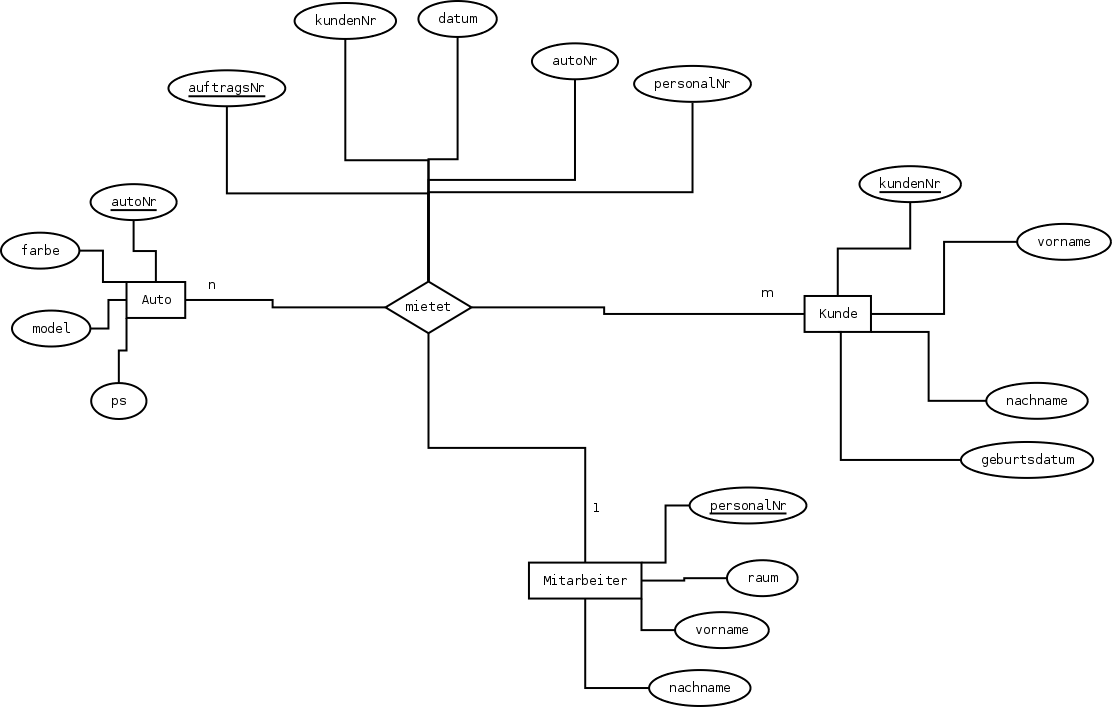 kundenNr
datum
autoNr
auftragsNr
personalNr
kundenNr
autoNr
vorname
farbe
n
m
Auto
mietet
Kunde
model
ps
nachname
geburtsdatum
1
personalNr
Mitarbeiter
raum
vorname
nachname